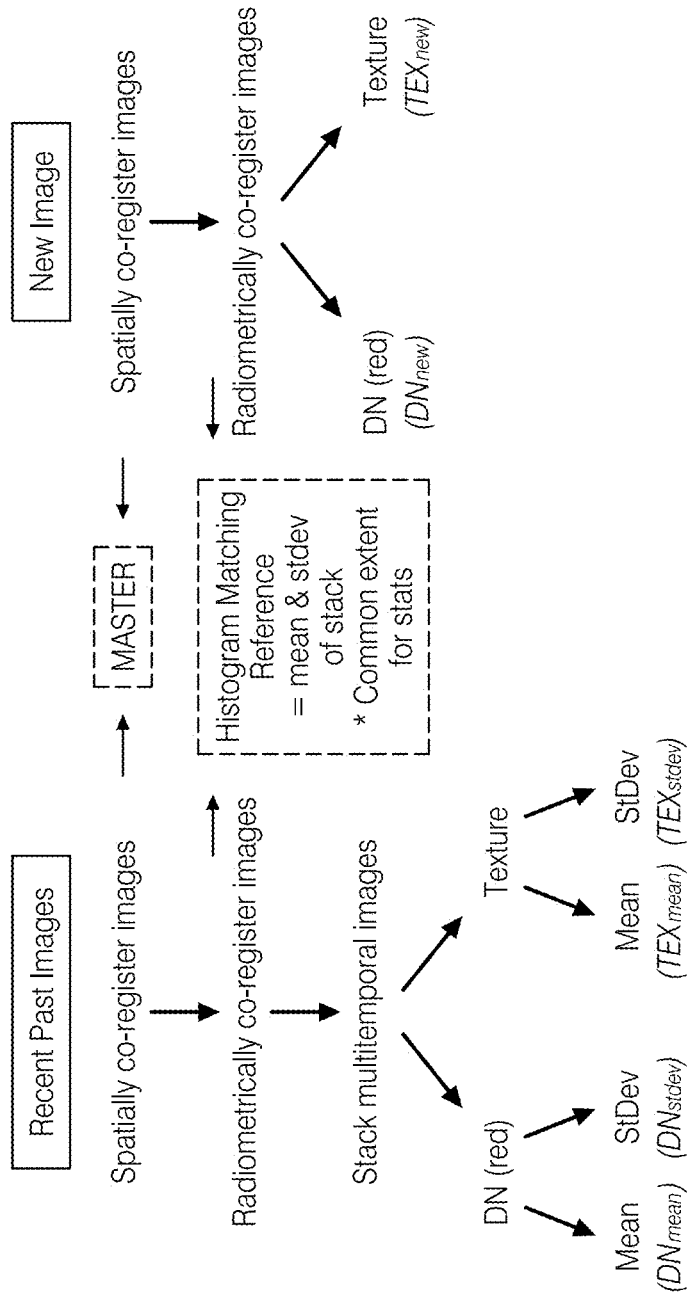 Recent Past Images
Spatially co-register images
Radiometrically co-register images
Stack multitemporal images
DN (red)
Texture
Mean
(DNmean)
StDev
(DNstdev)
Mean
(TEXmean)
StDev
(TEXstdev)
MASTER
Histogram Matching
Reference
= mean & stdev
of stack
* Common extent
for stats
New Image
Spatially co-register images
Radiometrically co-register images
DN (red)
(DNnew)
Texture
(TEXnew)